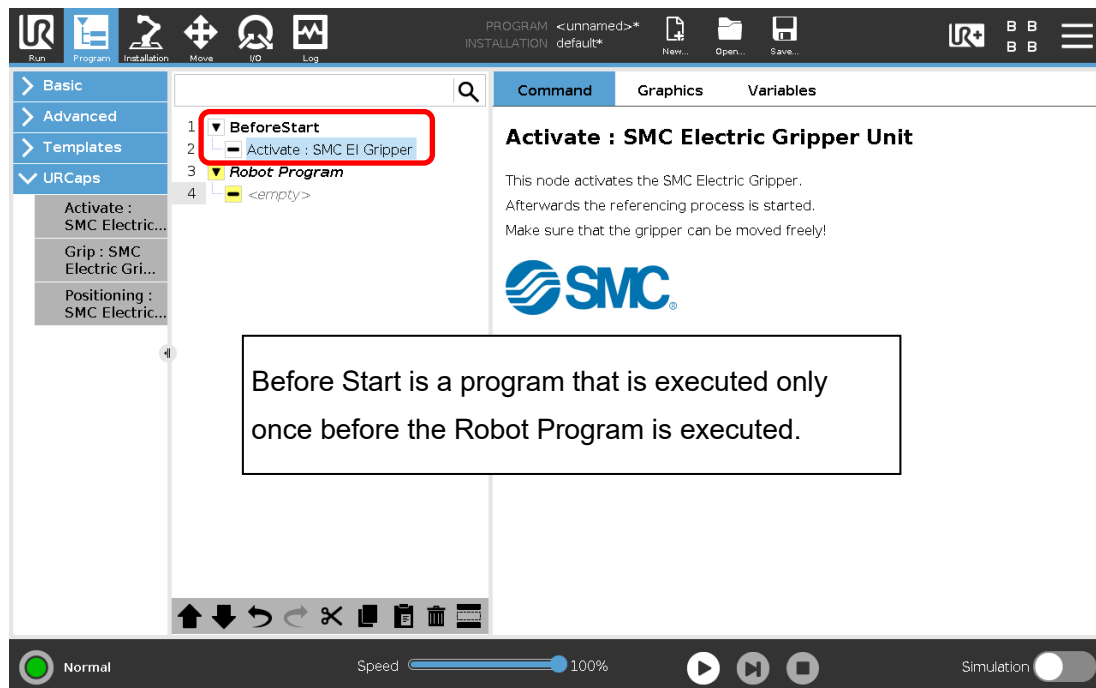 PROGRAM <unnamed>*
INSTALLATION default*
Run
Program
Installation
Move
I/O
Log
New...
Open...
Save...
UR+
B B
B B
Basic
Advanced
Templates
URCaps
Activate :
SMC Electric...
Grip : SMC
Electric Gri...
Positioning :
SMC Electric...
1 BeforeStart
2 Activate : SMC El Gripper
3 Robot Program
4 <empty>
Command Graphics Variables
Activate : SMC Electric Gripper Unit
This node activates the SMC Electric Gripper.
Afterwards the referencing process is started.
Make sure that the gripper can be moved freely!
SMC®
Before Start is a program that is executed only
once before the Robot Program is executed.
Normal
Speed 100%
Simulation